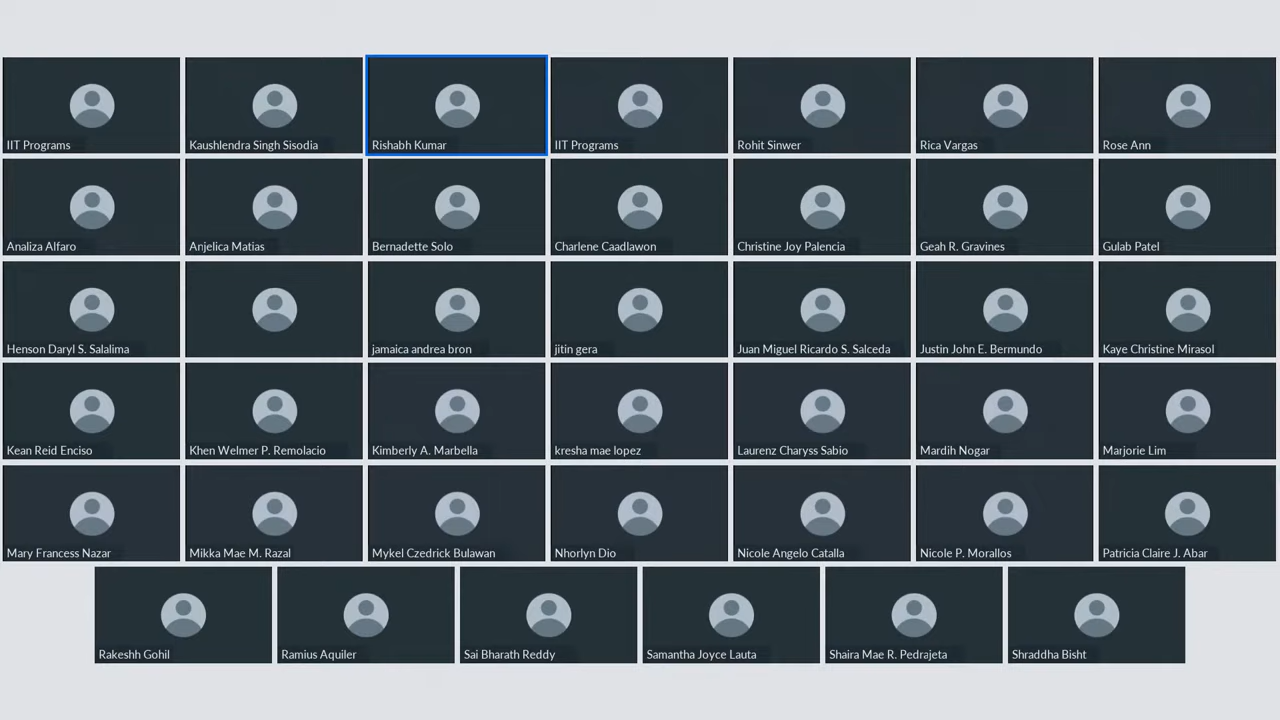 IIT Programs
Kaushlendra Singh Sisodia
Rishabh Kumar
IIT Programs
Rohit Sinwer
Rica Vargas
Rose Ann
Analiza Alfaro
Anjelica Matias
Bernadette Solo
Charlene Caadlawon
Christine Joy Palencia
Geah R. Gravines
Gulab Patel
Henson Daryl S. Salalima
jamaica andrea bron
jitin gera
Juan Miguel Ricardo S. Salceda
Justin John E. Bermundo
Kaye Christine Mirasol
Kean Reid Enciso
Khen Welmer P. Remolacio
Kimberly A. Marbella
kresha mae lopez
Laurenz Charyss Sabio
Mardih Nogar
Marjorie Lim
Mary Francess Nazar
Mikka Mae M. Razal
Mykel Czedrick Bulawan
Nhorlyn Dio
Nicole Angelo Catalla
Nicole P. Morallos
Patricia Claire J. Abar
Rakeshh Gohil
Ramius Aquiler
Sai Bharath Reddy
Samantha Joyce Lauta
Shaira Mae R. Pedrajeta
Shraddha Bisht